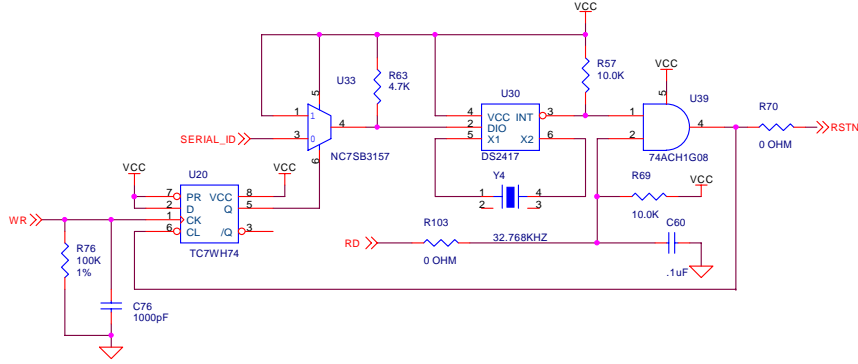 VCC
U33
R63
4.7K
R57
10.0K
VCC
U39
U30
5
1
1
4
3
0
6
NC7SB3157
SERIAL_ID
4
VCC
INT
3
2
DIO
5
X1
X2
6
DS2417
5
1
4
2
74ACH1G08
R70
0 OHM
RSTN
VCC
VCC
U20
7
PR
VCC
8
2
D
Q
5
1
CK
6
CL
/Q
3
TC7WH74
WR
Y4
1
4
2
3
32.768KHZ
R69
10.0K
VCC
RD
R103
0 OHM
C60
.1uF
R76
100K
1%
C76
1000pF